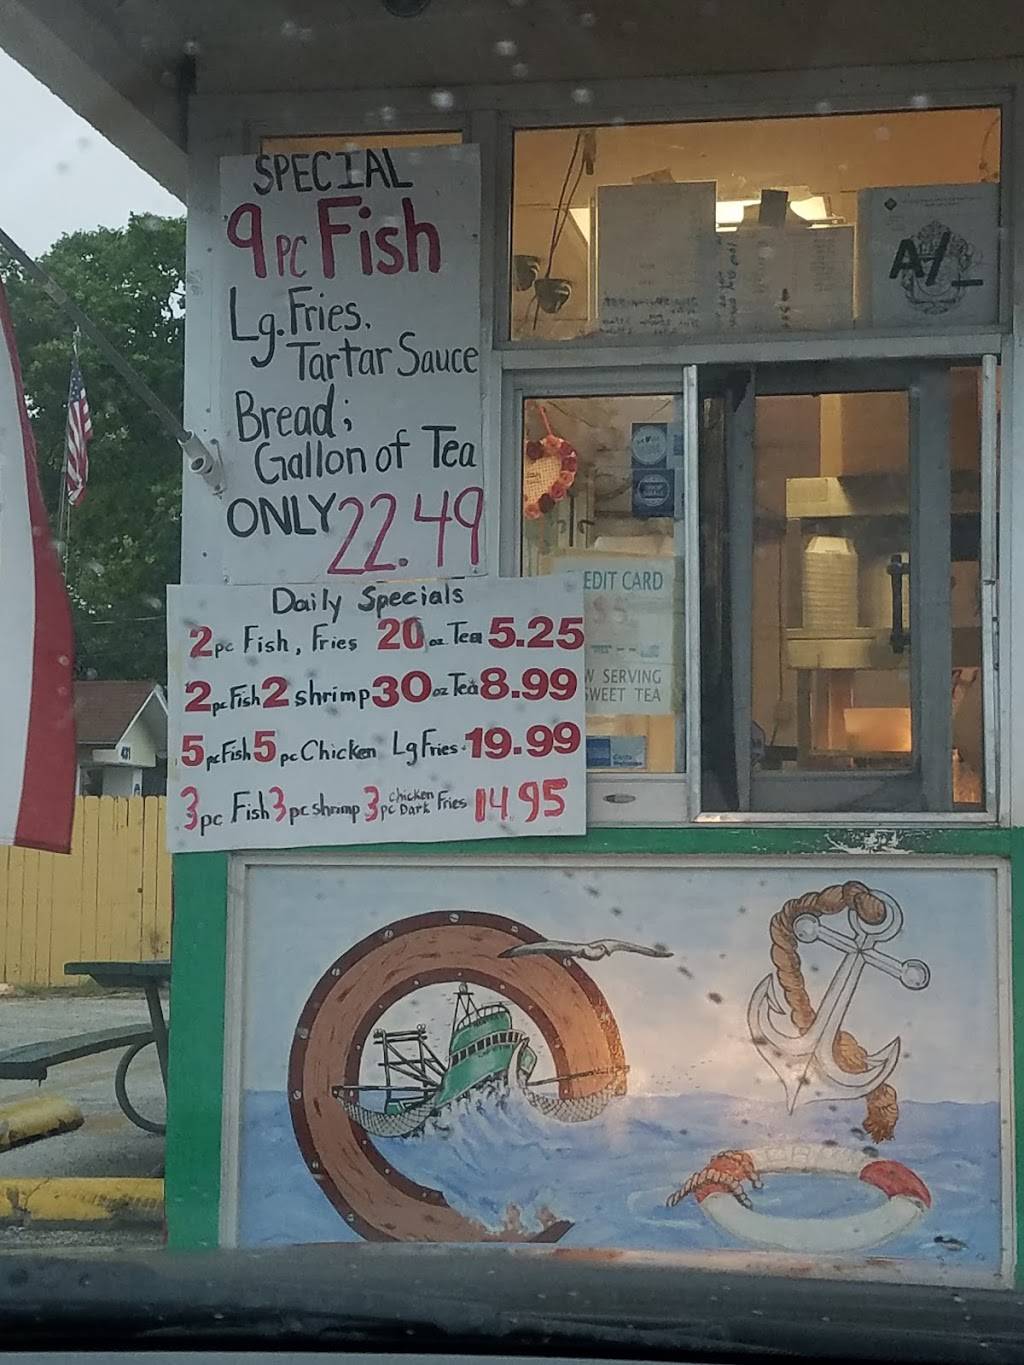 SPECIAL
9 PC Fish
Lg. Fries.
Tartar Sauce
Bread;
Gallon of Tea
ONLY 22.49
Daily Specials
2 pc Fish, Fries 20 oz Tea 5.25
2 pc Fish 2 shrimp 30 oz Tea 8.99
5 pc Fish 5 pc Chicken Lg Fries 19.99
3 pc Fish 3 pc shrimp 3 pc chicken Dark Fries 14.95
EDIT CARD
$5
W SERVING
WEET TEA
A/
431